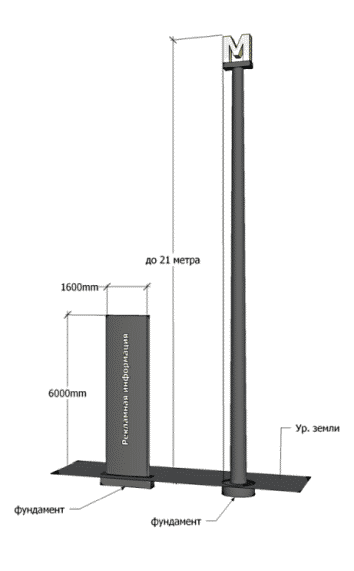 М
до 21 метра
1600mm
6000mm
Рекламная информация
Ур. земли
фундамент
фундамент